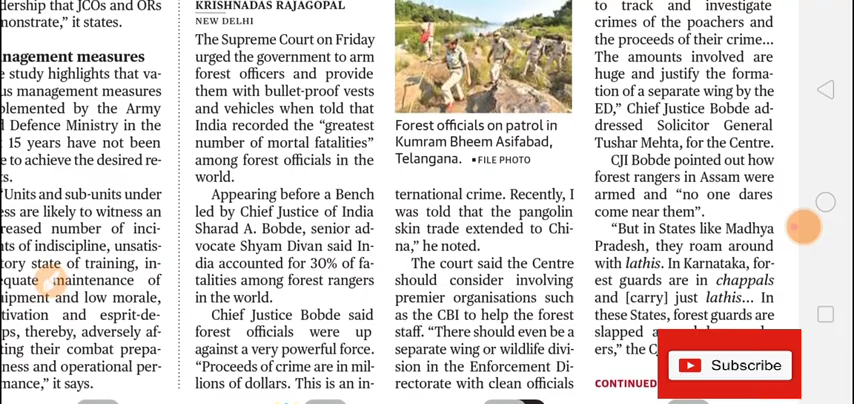 dership that JCOs and ORs
monstrate," it states.
nagement measures
e study highlights that va-
us management measures
plemented by the Army
l Defence Ministry in the
15 years have not been
e to achieve the desired re-
ts.
"Units and sub-units under
ess are likely to witness an
reased number of inci-
nts of indiscipline, unsatis-
tory state of training, in-
equate maintenance of
uipment and low morale,
tivation and esprit-de-
ps, thereby, adversely af-
ting their combat prepa-
ness and operational per-
mance," it says.
KRISHNADAS RAJAGOPAL
NEW DELHI
The Supreme Court on Friday
urged the government to arm
forest officers and provide
them with bullet-proof vests
and vehicles when told that
India recorded the "greatest
number of mortal fatalities"
among forest officials in the
world.
Appearing before a Bench
led by Chief Justice of India
Sharad A. Bobde, senior ad-
vocate Shyam Divan said In-
dia accounted for 30% of fa-
talities among forest rangers
in the world.
Chief Justice Bobde said
forest officials were up
against a very powerful force.
"Proceeds of crime are in mil-
lions of dollars. This is an in-
Forest officials on patrol in
Kumram Bheem Asifabad,
Telangana. ▪FILE PHOTO
ternational crime. Recently, I
was told that the pangolin
skin trade extended to Chi-
na," he noted.
The court said the Centre
should consider involving
premier organisations such
as the CBI to help the forest
staff. "There should even be a
separate wing or wildlife divi-
sion in the Enforcement Di-
rectorate with clean officials
to track and investigate
crimes of the poachers and
the proceeds of their crime...
The amounts involved are
huge and justify the forma-
tion of a separate wing by the
ED," Chief Justice Bobde ad-
dressed Solicitor General
Tushar Mehta, for the Centre.
CJI Bobde pointed out how
forest rangers in Assam were
armed and "no one dares
come near them".
"But in States like Madhya
Pradesh, they roam around
with lathis. In Karnataka, for-
est guards are in chappals
and [carry] just lathis... In
these States, forest guards are
slapped
ers," the
CONTINUED
Subscribe